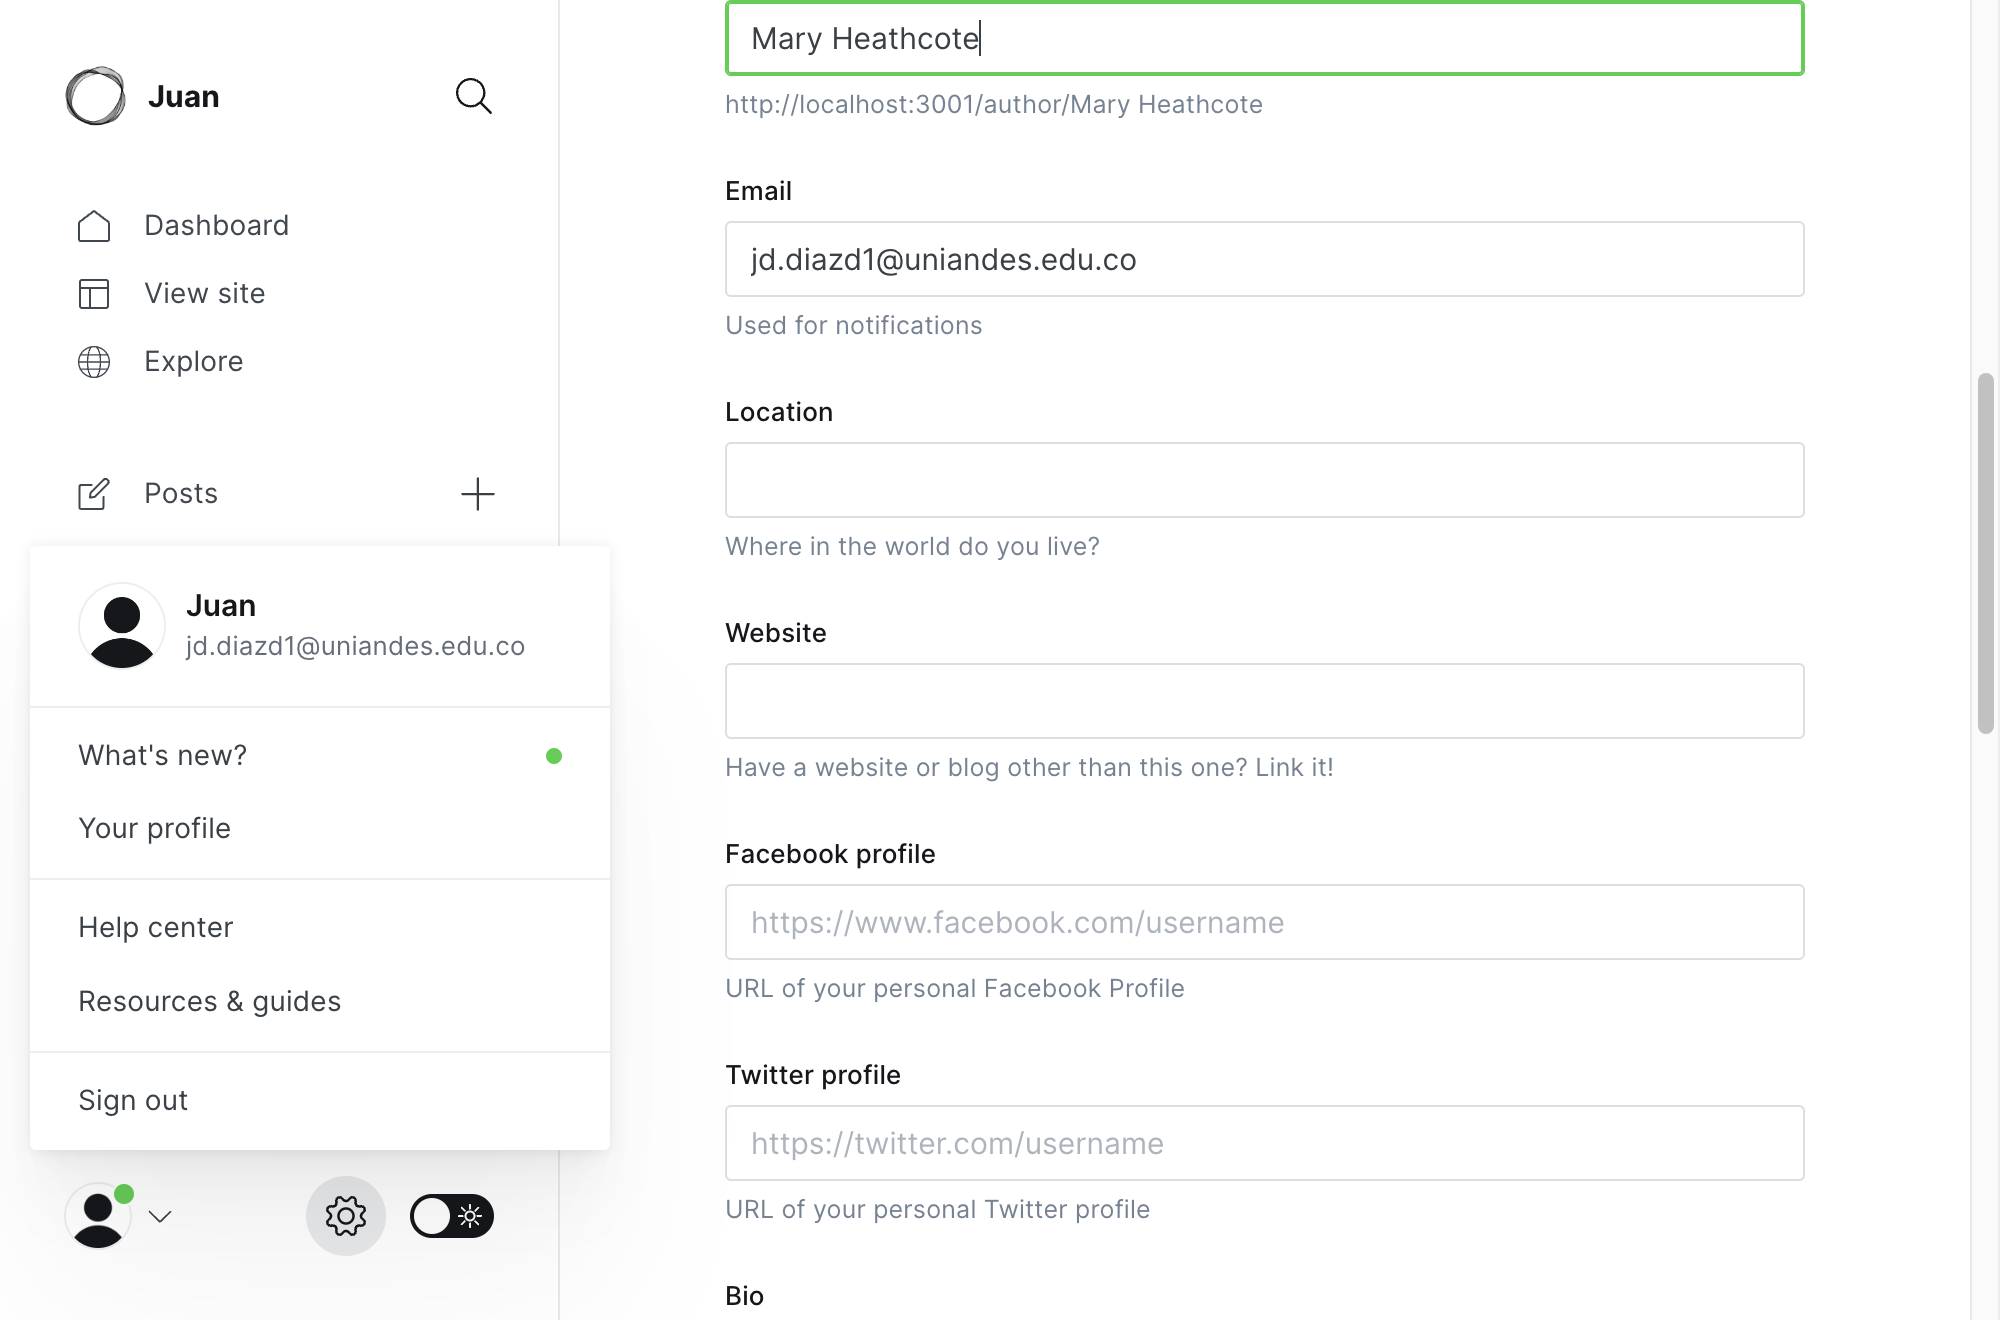 Juan
Dashboard
View site
Explore
Posts
Juan
jd.diazd1@uniandes.edu.co
What's new?
Your profile
Help center
Resources & guides
Sign out
Mary Heathcote
http://localhost:3001/author/Mary Heathcote
Email
jd.diazd1@uniandes.edu.co
Used for notifications
Location
Where in the world do you live?
Website
Have a website or blog other than this one? Link it!
Facebook profile
https://www.facebook.com/username
URL of your personal Facebook Profile
Twitter profile
https://twitter.com/username
URL of your personal Twitter profile
Bio